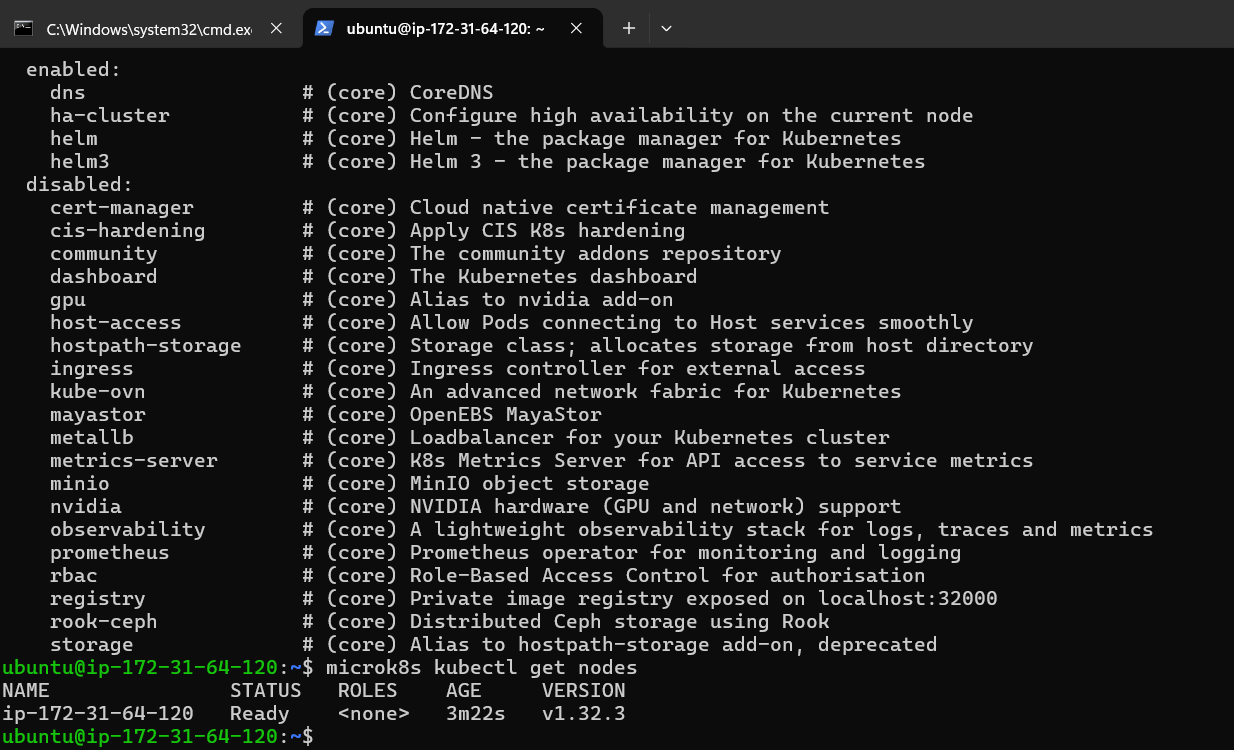 C:\Windows\system32\cmd.ex
ubuntu@ip-172-31-64-120: ~
  enabled:
    dns                  # (core) CoreDNS
    ha-cluster           # (core) Configure high availability on the current node
    helm                 # (core) Helm - the package manager for Kubernetes
    helm3                # (core) Helm 3 - the package manager for Kubernetes
  disabled:
    cert-manager         # (core) Cloud native certificate management
    cis-hardening        # (core) Apply CIS K8s hardening
    community            # (core) The community addons repository
    dashboard            # (core) The Kubernetes dashboard
    gpu                  # (core) Alias to nvidia add-on
    host-access          # (core) Allow Pods connecting to Host services smoothly
    hostpath-storage     # (core) Storage class; allocates storage from host directory
    ingress              # (core) Ingress controller for external access
    kube-ovn             # (core) An advanced network fabric for Kubernetes
    mayastor             # (core) OpenEBS MayaStor
    metallb              # (core) Loadbalancer for your Kubernetes cluster
    metrics-server       # (core) K8s Metrics Server for API access to service metrics
    minio                # (core) MinIO object storage
    nvidia               # (core) NVIDIA hardware (GPU and network) support
    observability        # (core) A lightweight observability stack for logs, traces and metrics
    prometheus           # (core) Prometheus operator for monitoring and logging
    rbac                 # (core) Role-Based Access Control for authorisation
    registry             # (core) Private image registry exposed on localhost:32000
    rook-ceph            # (core) Distributed Ceph storage using Rook
    storage              # (core) Alias to hostpath-storage add-on, deprecated
ubuntu@ip-172-31-64-120:~$ microk8s kubectl get nodes
NAME               STATUS   ROLES    AGE     VERSION
ip-172-31-64-120   Ready    <none>   3m22s   v1.32.3
ubuntu@ip-172-31-64-120:~$